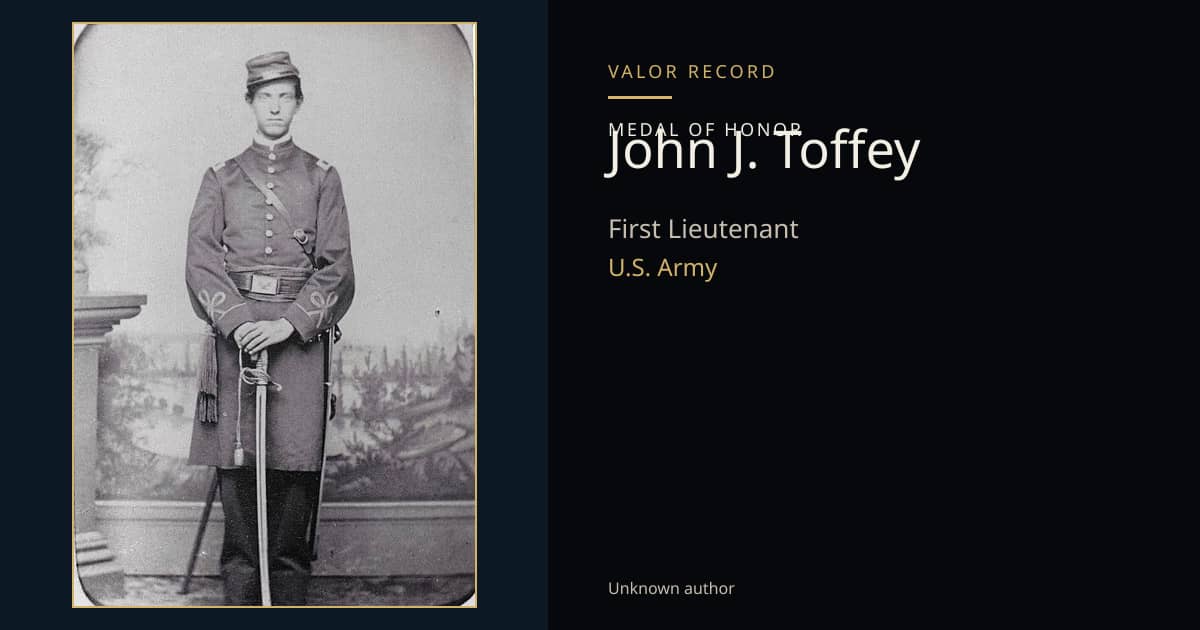 VALOR RECORD
MEDAL OF HONOR
John J. Toffey
First Lieutenant
U.S. Army
Unknown author